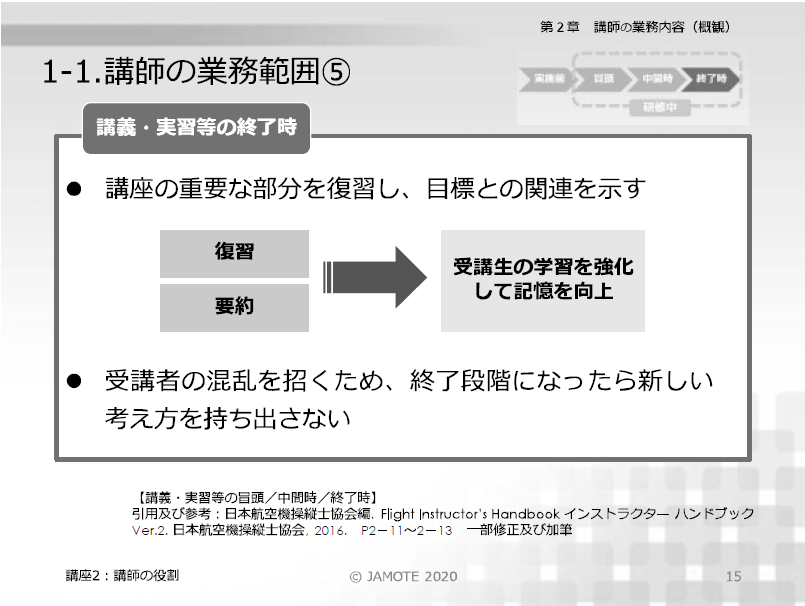 第２章　講師の業務内容（概観）
1-1.講師の業務範囲⑤
実施前 冒頭 中間時 終了時
研修中
講義・実習等の終了時
● 講座の重要な部分を復習し、目標との関連を示す
復習
要約
受講生の学習を強化
して記憶を向上
● 受講者の混乱を招くため、終了段階になったら新しい
考え方を持ち出さない
【講義・実習等の冒頭／中間時／終了時】
引用及び参考：日本航空機操縦士協会編. Flight Instructor's Handbook インストラクター ハンドブック
Ver.2. 日本航空機操縦士協会, 2016.　P2－11～2－13　一部修正及び加筆
講座2：講師の役割
© JAMOTE 2020
15